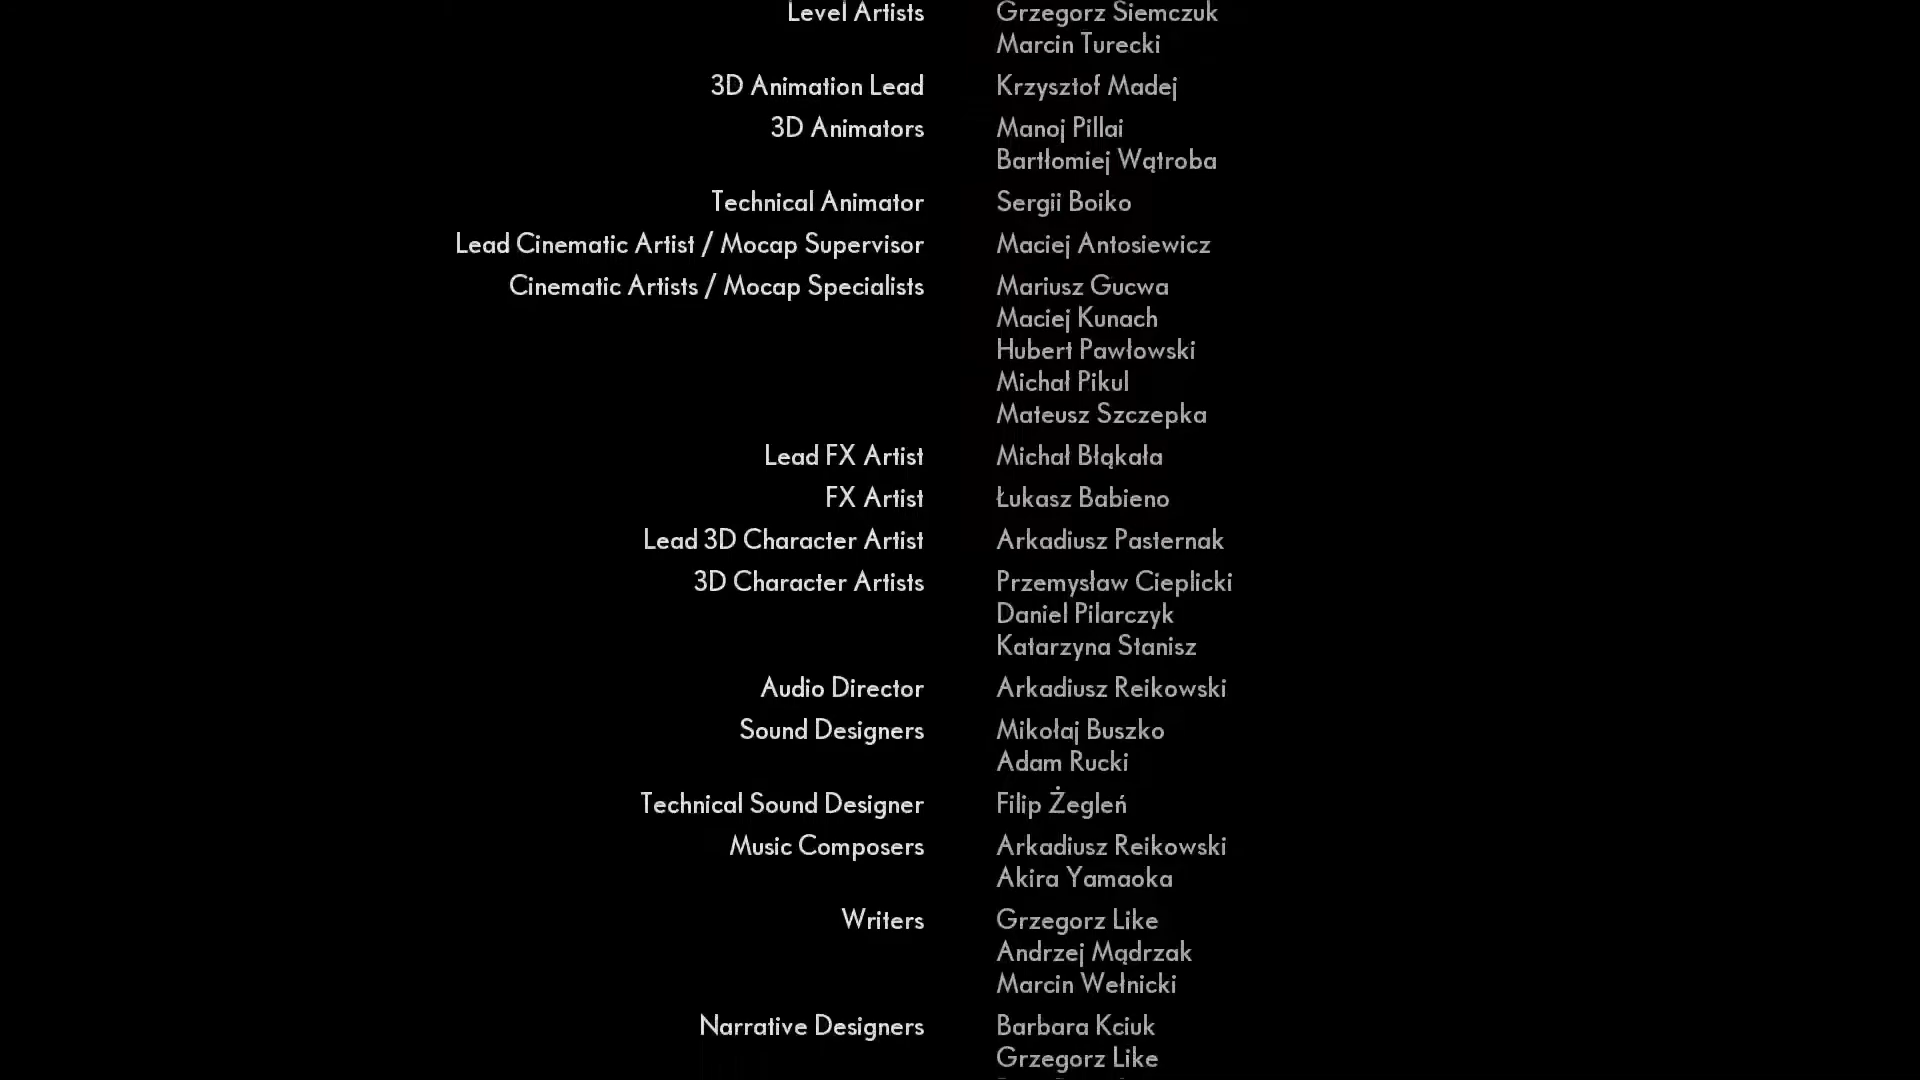 Level Artists Grzegorz Siemczuk
Marcin Turecki
3D Animation Lead Krzysztof Madej
3D Animators Manoj Pillai
Bartłomiej Wątroba
Technical Animator Sergii Boiko
Lead Cinematic Artist / Mocap Supervisor Maciej Antosiewicz
Cinematic Artists / Mocap Specialists Mariusz Gucwa
Maciej Kunach
Hubert Pawłowski
Michał Pikul
Mateusz Szczepka
Lead FX Artist Michał Błąkała
FX Artist Łukasz Babieno
Lead 3D Character Artist Arkadiusz Pasternak
3D Character Artists Przemysław Cieplicki
Daniel Pilarczyk
Katarzyna Stanisz
Audio Director Arkadiusz Reikowski
Sound Designers Mikołaj Buszko
Adam Rucki
Technical Sound Designer Filip Żegleń
Music Composers Arkadiusz Reikowski
Akira Yamaoka
Writers Grzegorz Like
Andrzej Mądrzak
Marcin Wełnicki
Narrative Designers Barbara Kciuk
Grzegorz Like